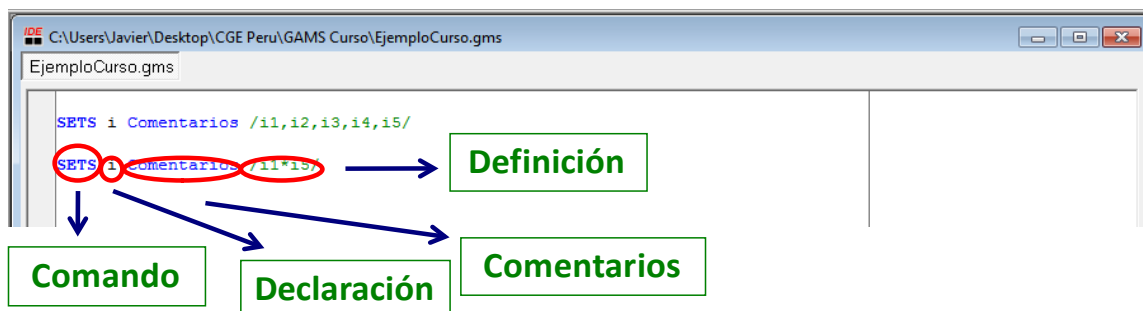 IDE C:\Users\Javier\Desktop\CGE Peru\GAMS Curso\EjemploCurso.gms
EjemploCurso.gms
SETS i Comentarios /i1,i2,i3,i4,i5/
SETS i Comentarios /i1*i5/
Definición
Comando
Declaración
Comentarios